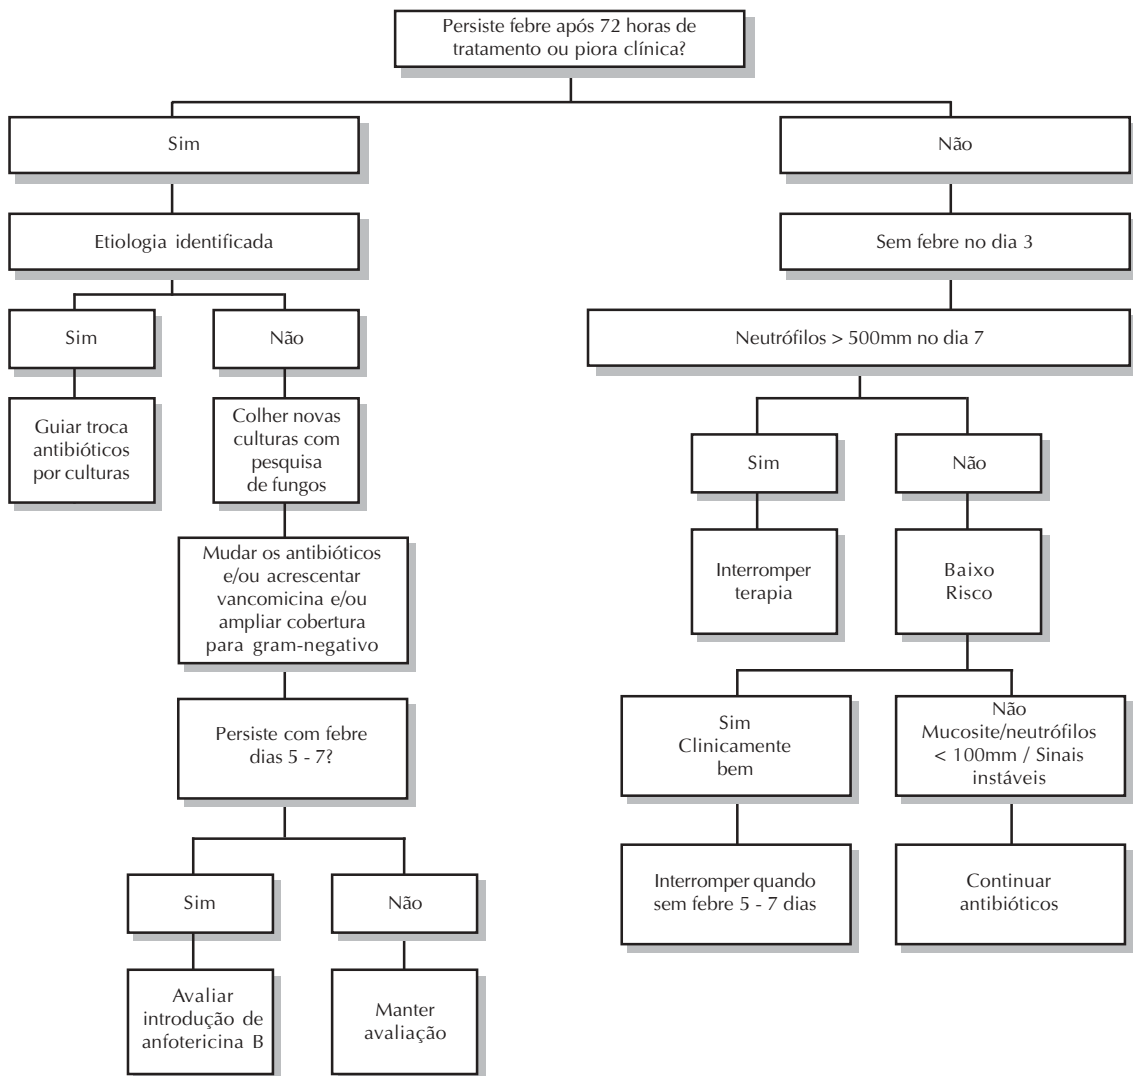 Persiste febre após 72 horas de
tratamento ou piora clínica?
Sim
Não
Etiologia identificada
Sem febre no dia 3
Sim
Não
Neutrófilos > 500mm no dia 7
Guiar troca
antibióticos
por culturas
Colher novas
culturas com
pesquisa
de fungos
Sim
Não
Mudar os antibióticos
e/ou acrescentar
vancomicina e/ou
ampliar cobertura
para gram-negativo
Interromper
terapia
Baixo
Risco
Persiste com febre
dias 5 - 7?
Sim
Clinicamente
bem
Não
Mucosite/neutrófilos
< 100mm / Sinais
instáveis
Sim
Não
Interromper quando
sem febre 5 - 7 dias
Continuar
antibióticos
Avaliar
introdução de
anfotericina B
Manter
avaliação